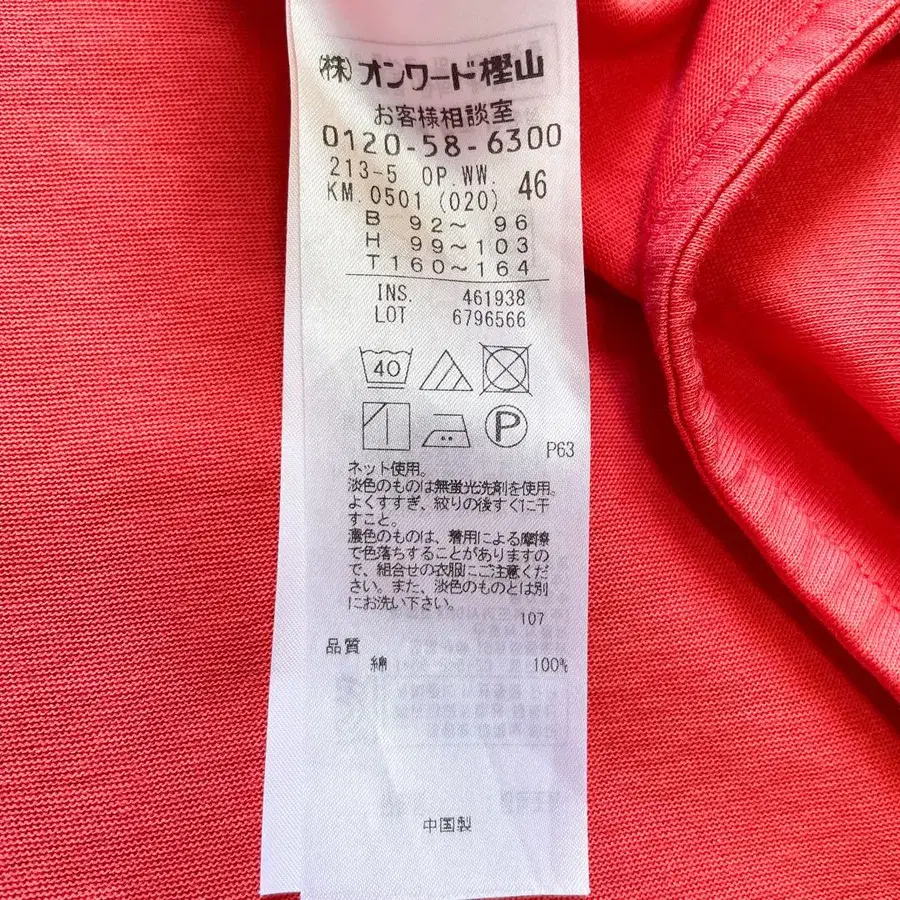 (株)オンワード樫山
お客様相談室
0120-58-6300
213-5 OP.WW. 46
KM.0501 (020)
B 92～ 96
H 99～103
T160～164
INS. 461938
LOT 6796566
40
P
P63
ネット使用。
淡色のものは無蛍光洗剤を使用。
よくすすぎ、絞りの後すぐに干
すこと。
濃色のものは、着用による摩擦
で色落ちすることがありますの
で、組合せの衣服にご注意くだ
さい。また、淡色のものとは別
にお洗い下さい。
107
品質
綿 100%
中国製